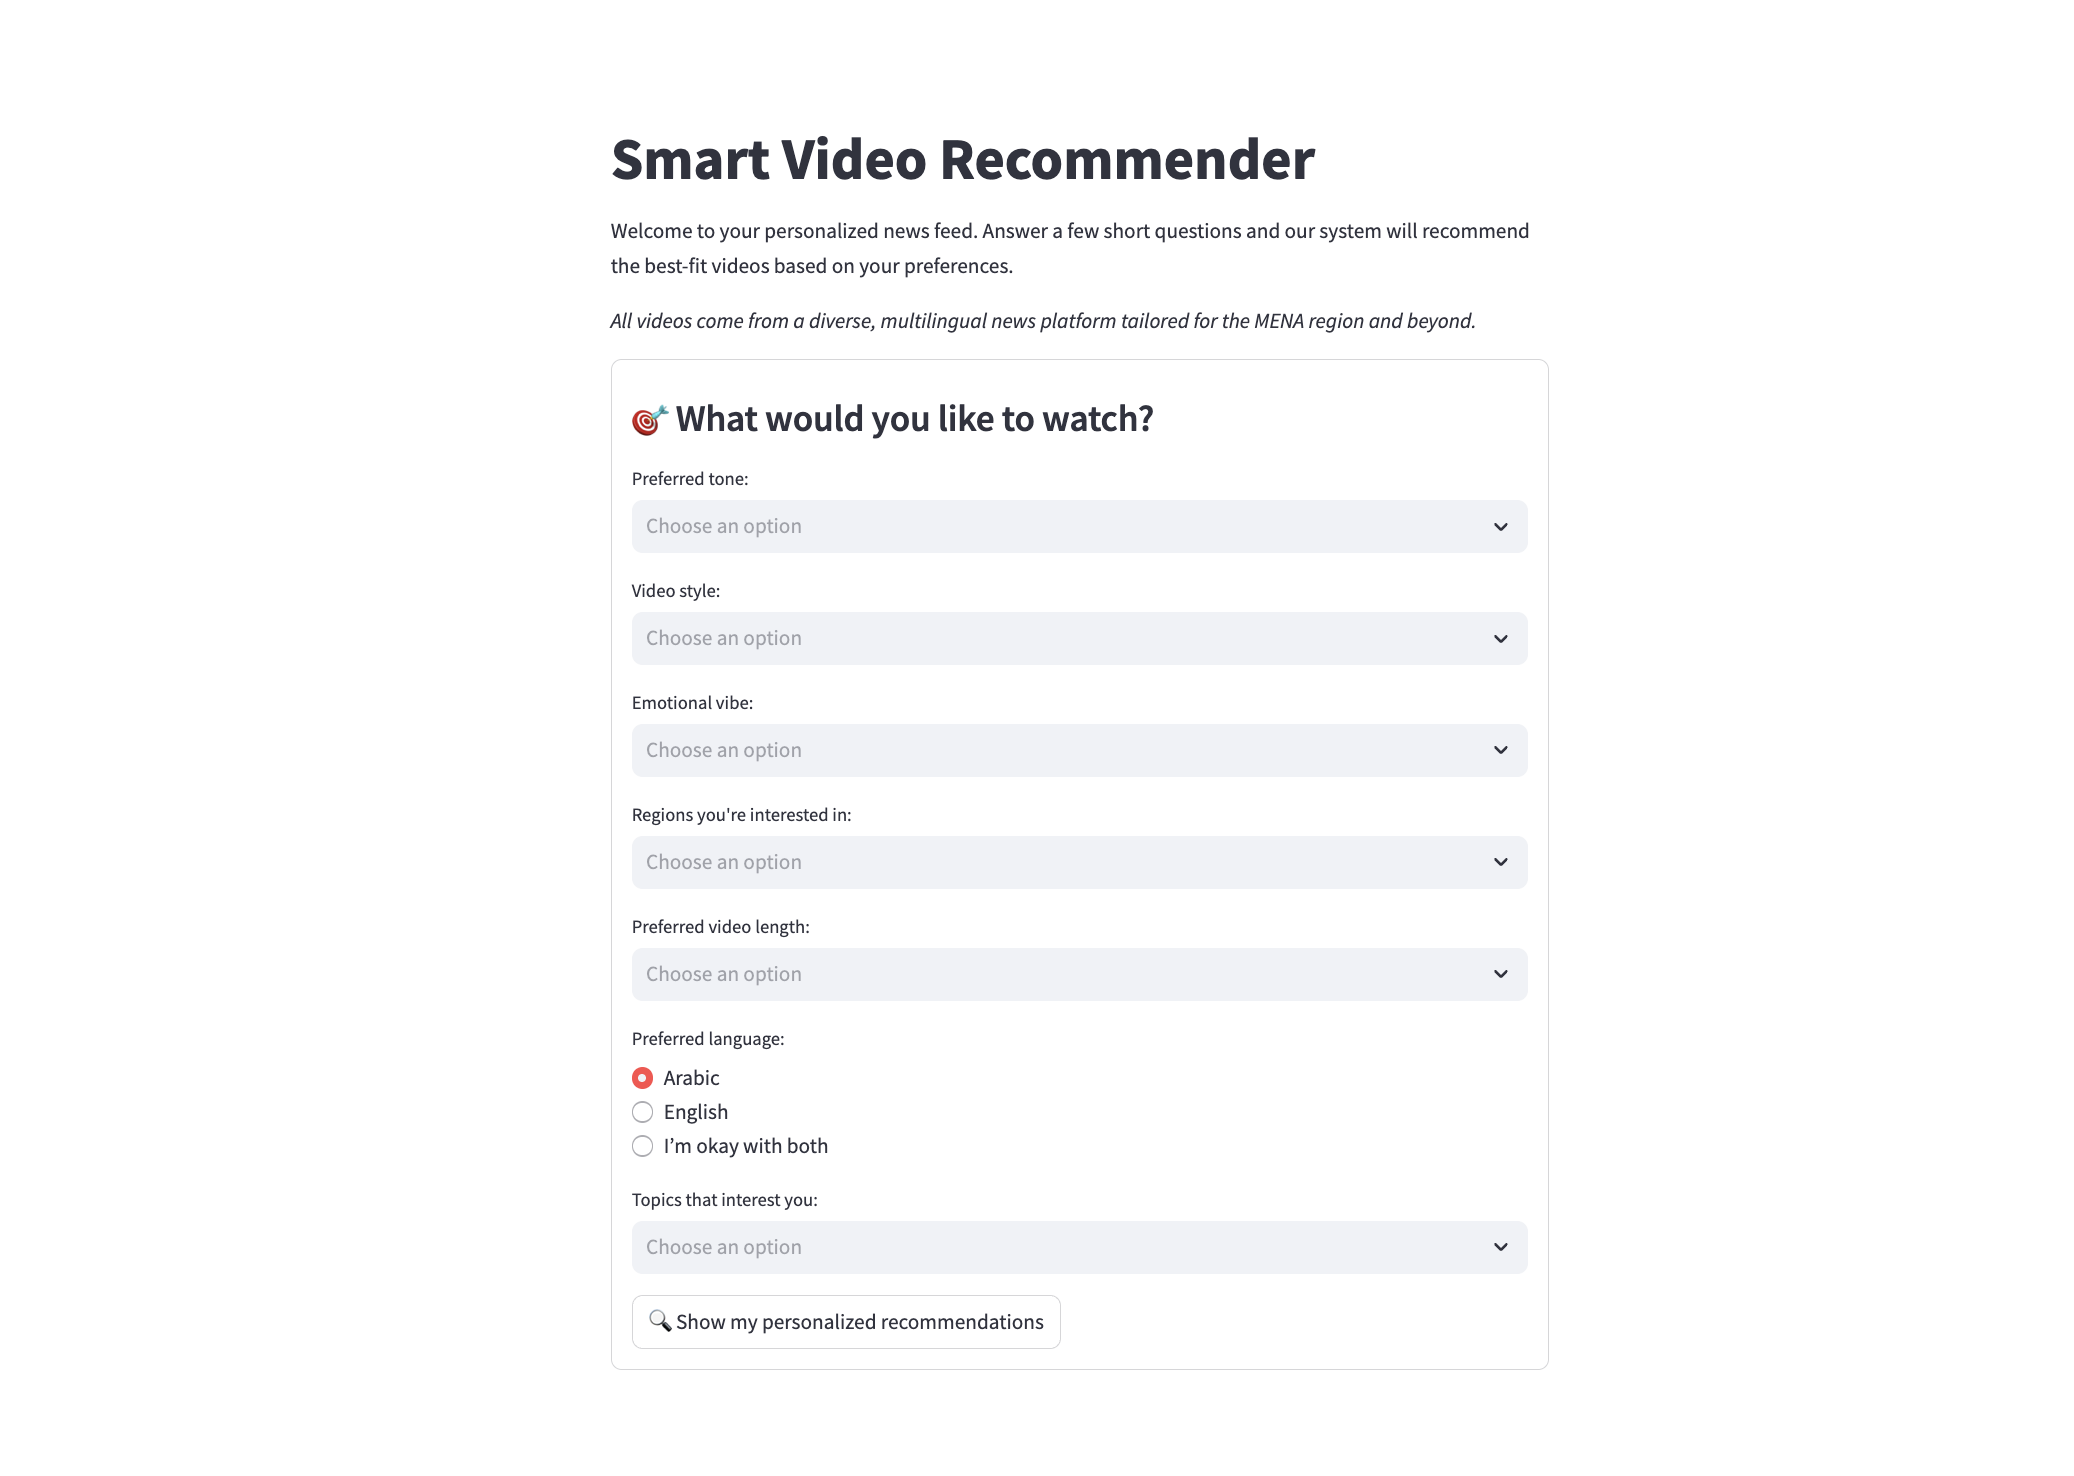 Smart Video Recommender
Welcome to your personalized news feed. Answer a few short questions and our system will recommend
the best-fit videos based on your preferences.
All videos come from a diverse, multilingual news platform tailored for the MENA region and beyond.
🎯 What would you like to watch?
Preferred tone:
Choose an option
Video style:
Choose an option
Emotional vibe:
Choose an option
Regions you're interested in:
Choose an option
Preferred video length:
Choose an option
Preferred language:
Arabic
English
I’m okay with both
Topics that interest you:
Choose an option
🔍 Show my personalized recommendations